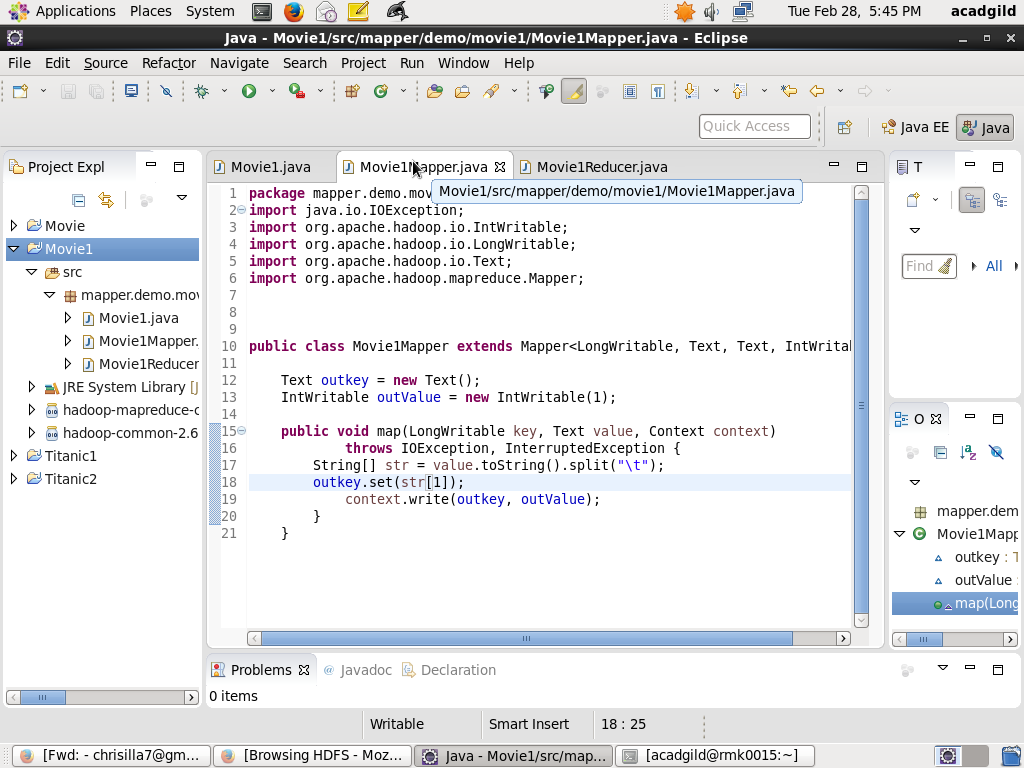 Applications Places System Tue Feb 28, 5:45 PM acadgild
Java - Movie1/src/mapper/demo/movie1/Movie1Mapper.java - Eclipse
File Edit Source Refactor Navigate Search Project Run Window Help
Quick Access
Java EE Java
Project Expl
Movie
Movie1
src
mapper.demo.mov
Movie1.java
Movie1Mapper.
Movie1Reducer
JRE System Library [J
hadoop-mapreduce-c
hadoop-common-2.6
Titanic1
Titanic2
Movie1.java Movie1Mapper.java Movie1Reducer.java
Movie1/src/mapper/demo/movie1/Movie1Mapper.java
1 package mapper.demo.mov
2 import java.io.IOException;
3 import org.apache.hadoop.io.IntWritable;
4 import org.apache.hadoop.io.LongWritable;
5 import org.apache.hadoop.io.Text;
6 import org.apache.hadoop.mapreduce.Mapper;
7
8
9
10 public class Movie1Mapper extends Mapper<LongWritable, Text, Text, IntWrital
11
12 Text outkey = new Text();
13 IntWritable outValue = new IntWritable(1);
14
15 public void map(LongWritable key, Text value, Context context)
16 throws IOException, InterruptedException {
17 String[] str = value.toString().split("\t");
18 outkey.set(str[1]);
19 context.write(outkey, outValue);
20 }
21 }
T
Find All
O
mapper.dem
Movie1Mapp
outkey : T
outValue
map(Long
Problems Javadoc Declaration
0 items
Writable Smart Insert 18 : 25
[Fwd: - chrisilla7@gm... [Browsing HDFS - Moz... Java - Movie1/src/map... [acadgild@rmk0015:~]